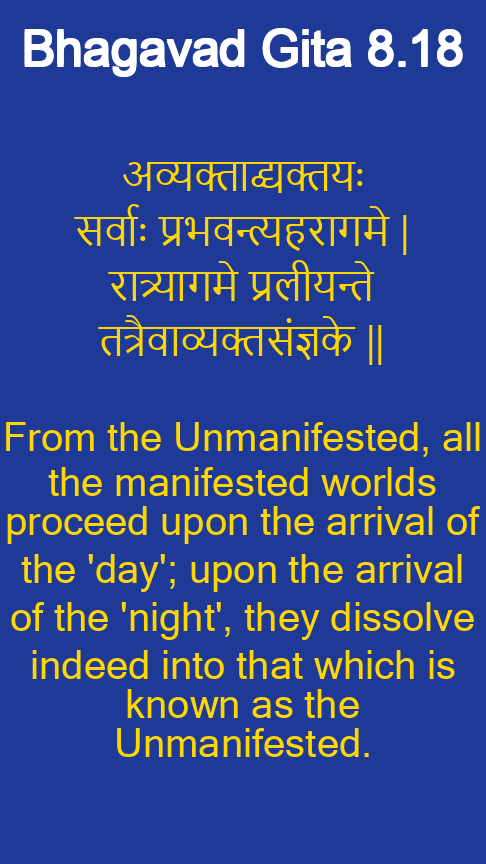 Bhagavad Gita 8.18
अव्यक्ताद्व्यक्तयः
सर्वाः प्रभवन्त्यहरागमे |
रात्र्यागमे प्रलीयन्ते
तत्रैवाव्यक्तसंज्ञके ||
From the Unmanifested, all
the manifested worlds
proceed upon the arrival of
the 'day'; upon the arrival
of the 'night', they dissolve
indeed into that which is
known as the
Unmanifested.